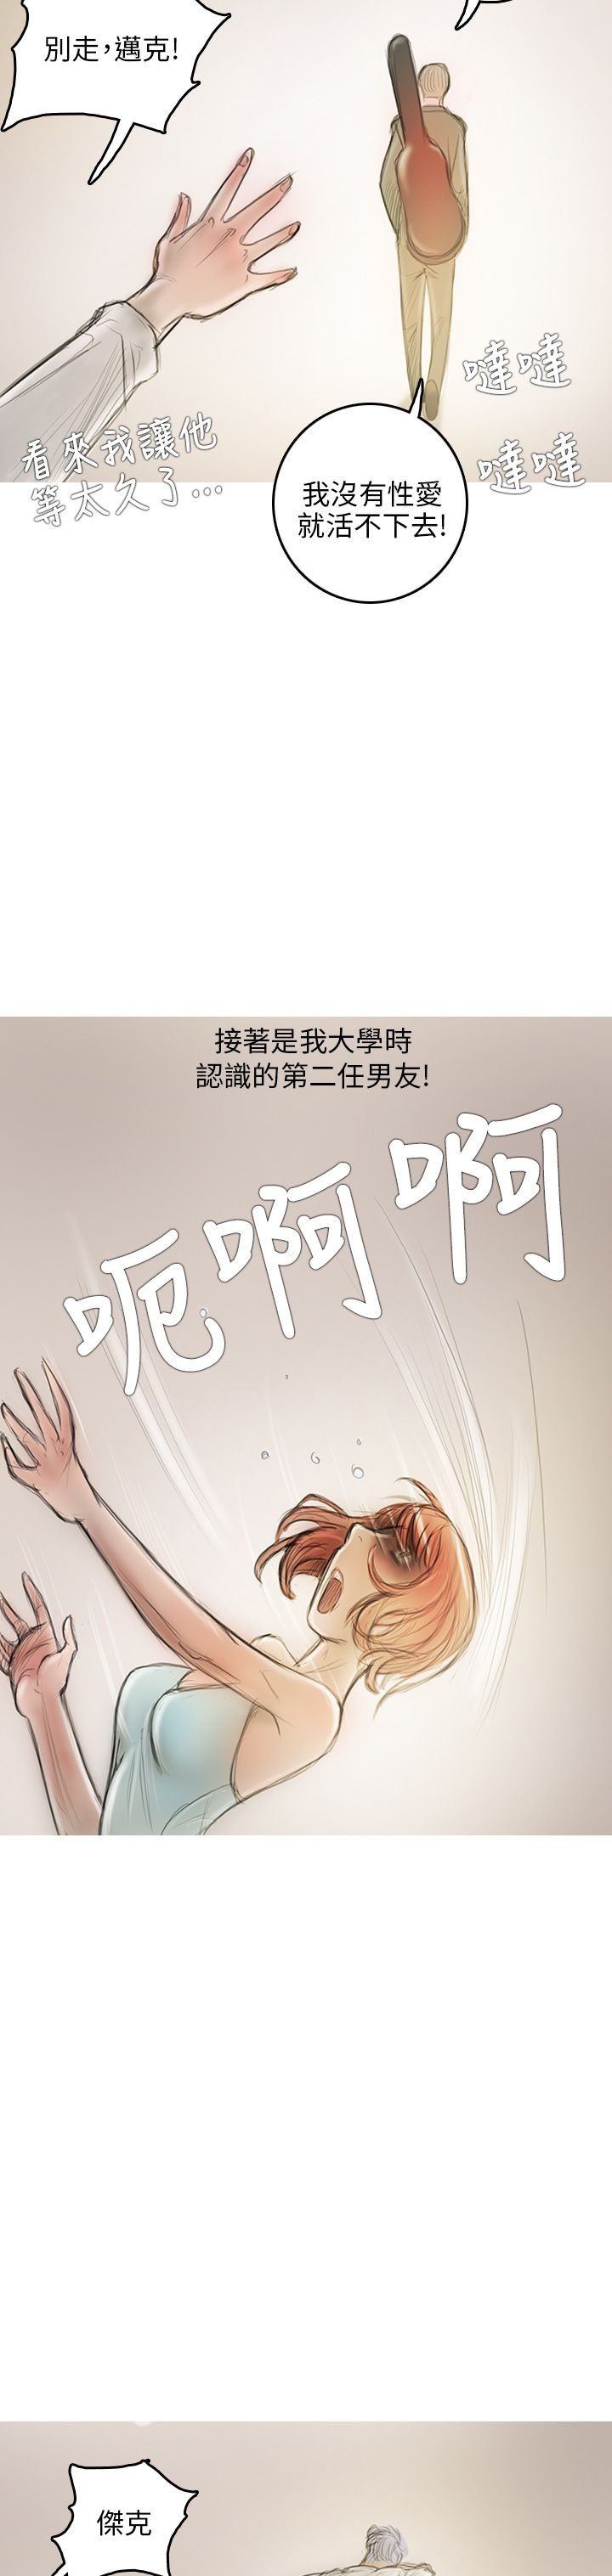 別走，邁克!
噠噠
看來我讓他
等太久了…
噠噠
我沒有性愛
就活不下去!
接著是我大學時
認識的第二任男友!
呃啊啊
傑克